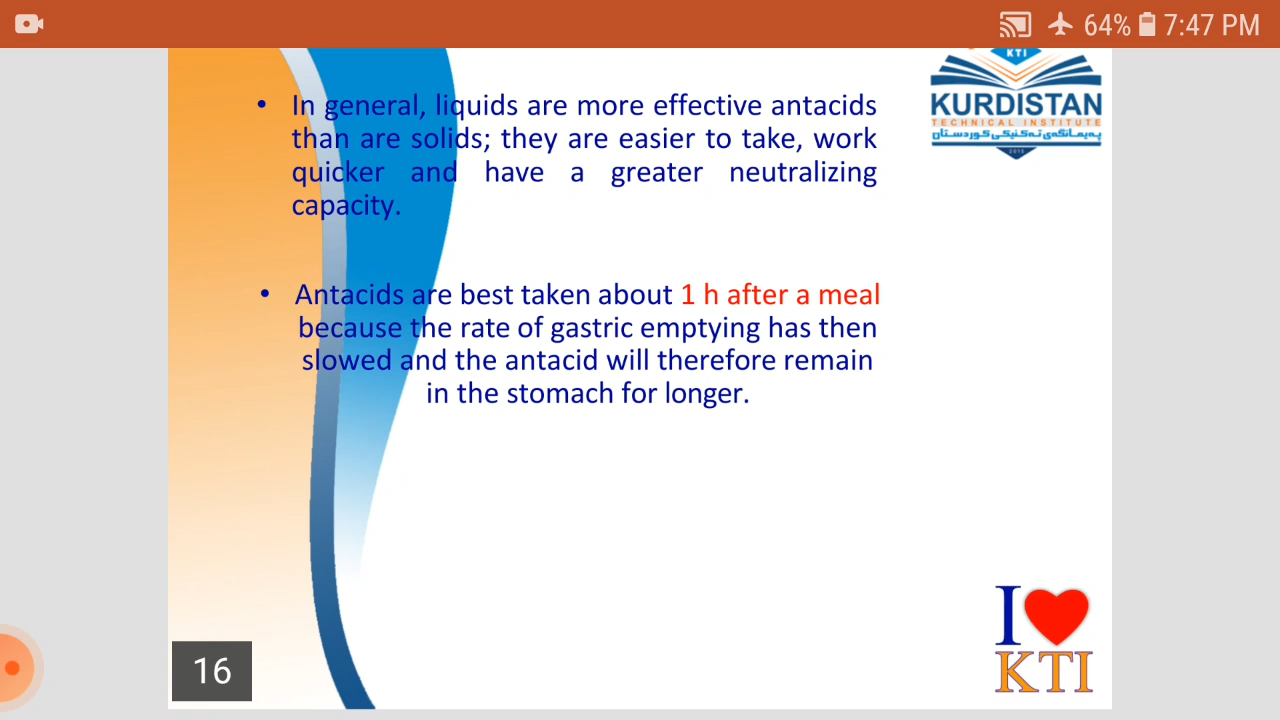 64% 7:47 PM
KTI
KURDISTAN
TECHNICAL INSTITUTE
پەیمانگەی تەکنیکی کوردستان
2015
• In general, liquids are more effective antacids
than are solids; they are easier to take, work
quicker and have a greater neutralizing
capacity.
• Antacids are best taken about 1 h after a meal
because the rate of gastric emptying has then
slowed and the antacid will therefore remain
in the stomach for longer.
I
KTI
16